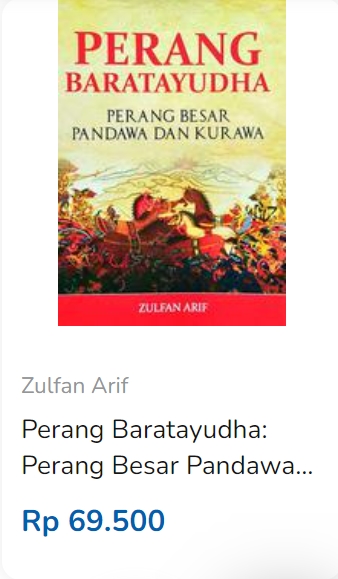 PERANG
BARATAYUDHA
PERANG BESAR
PANDAWA DAN KURAWA
ZULFAN ARIF
Zulfan Arif
Perang Baratayudha:
Perang Besar Pandawa...
Rp 69.500